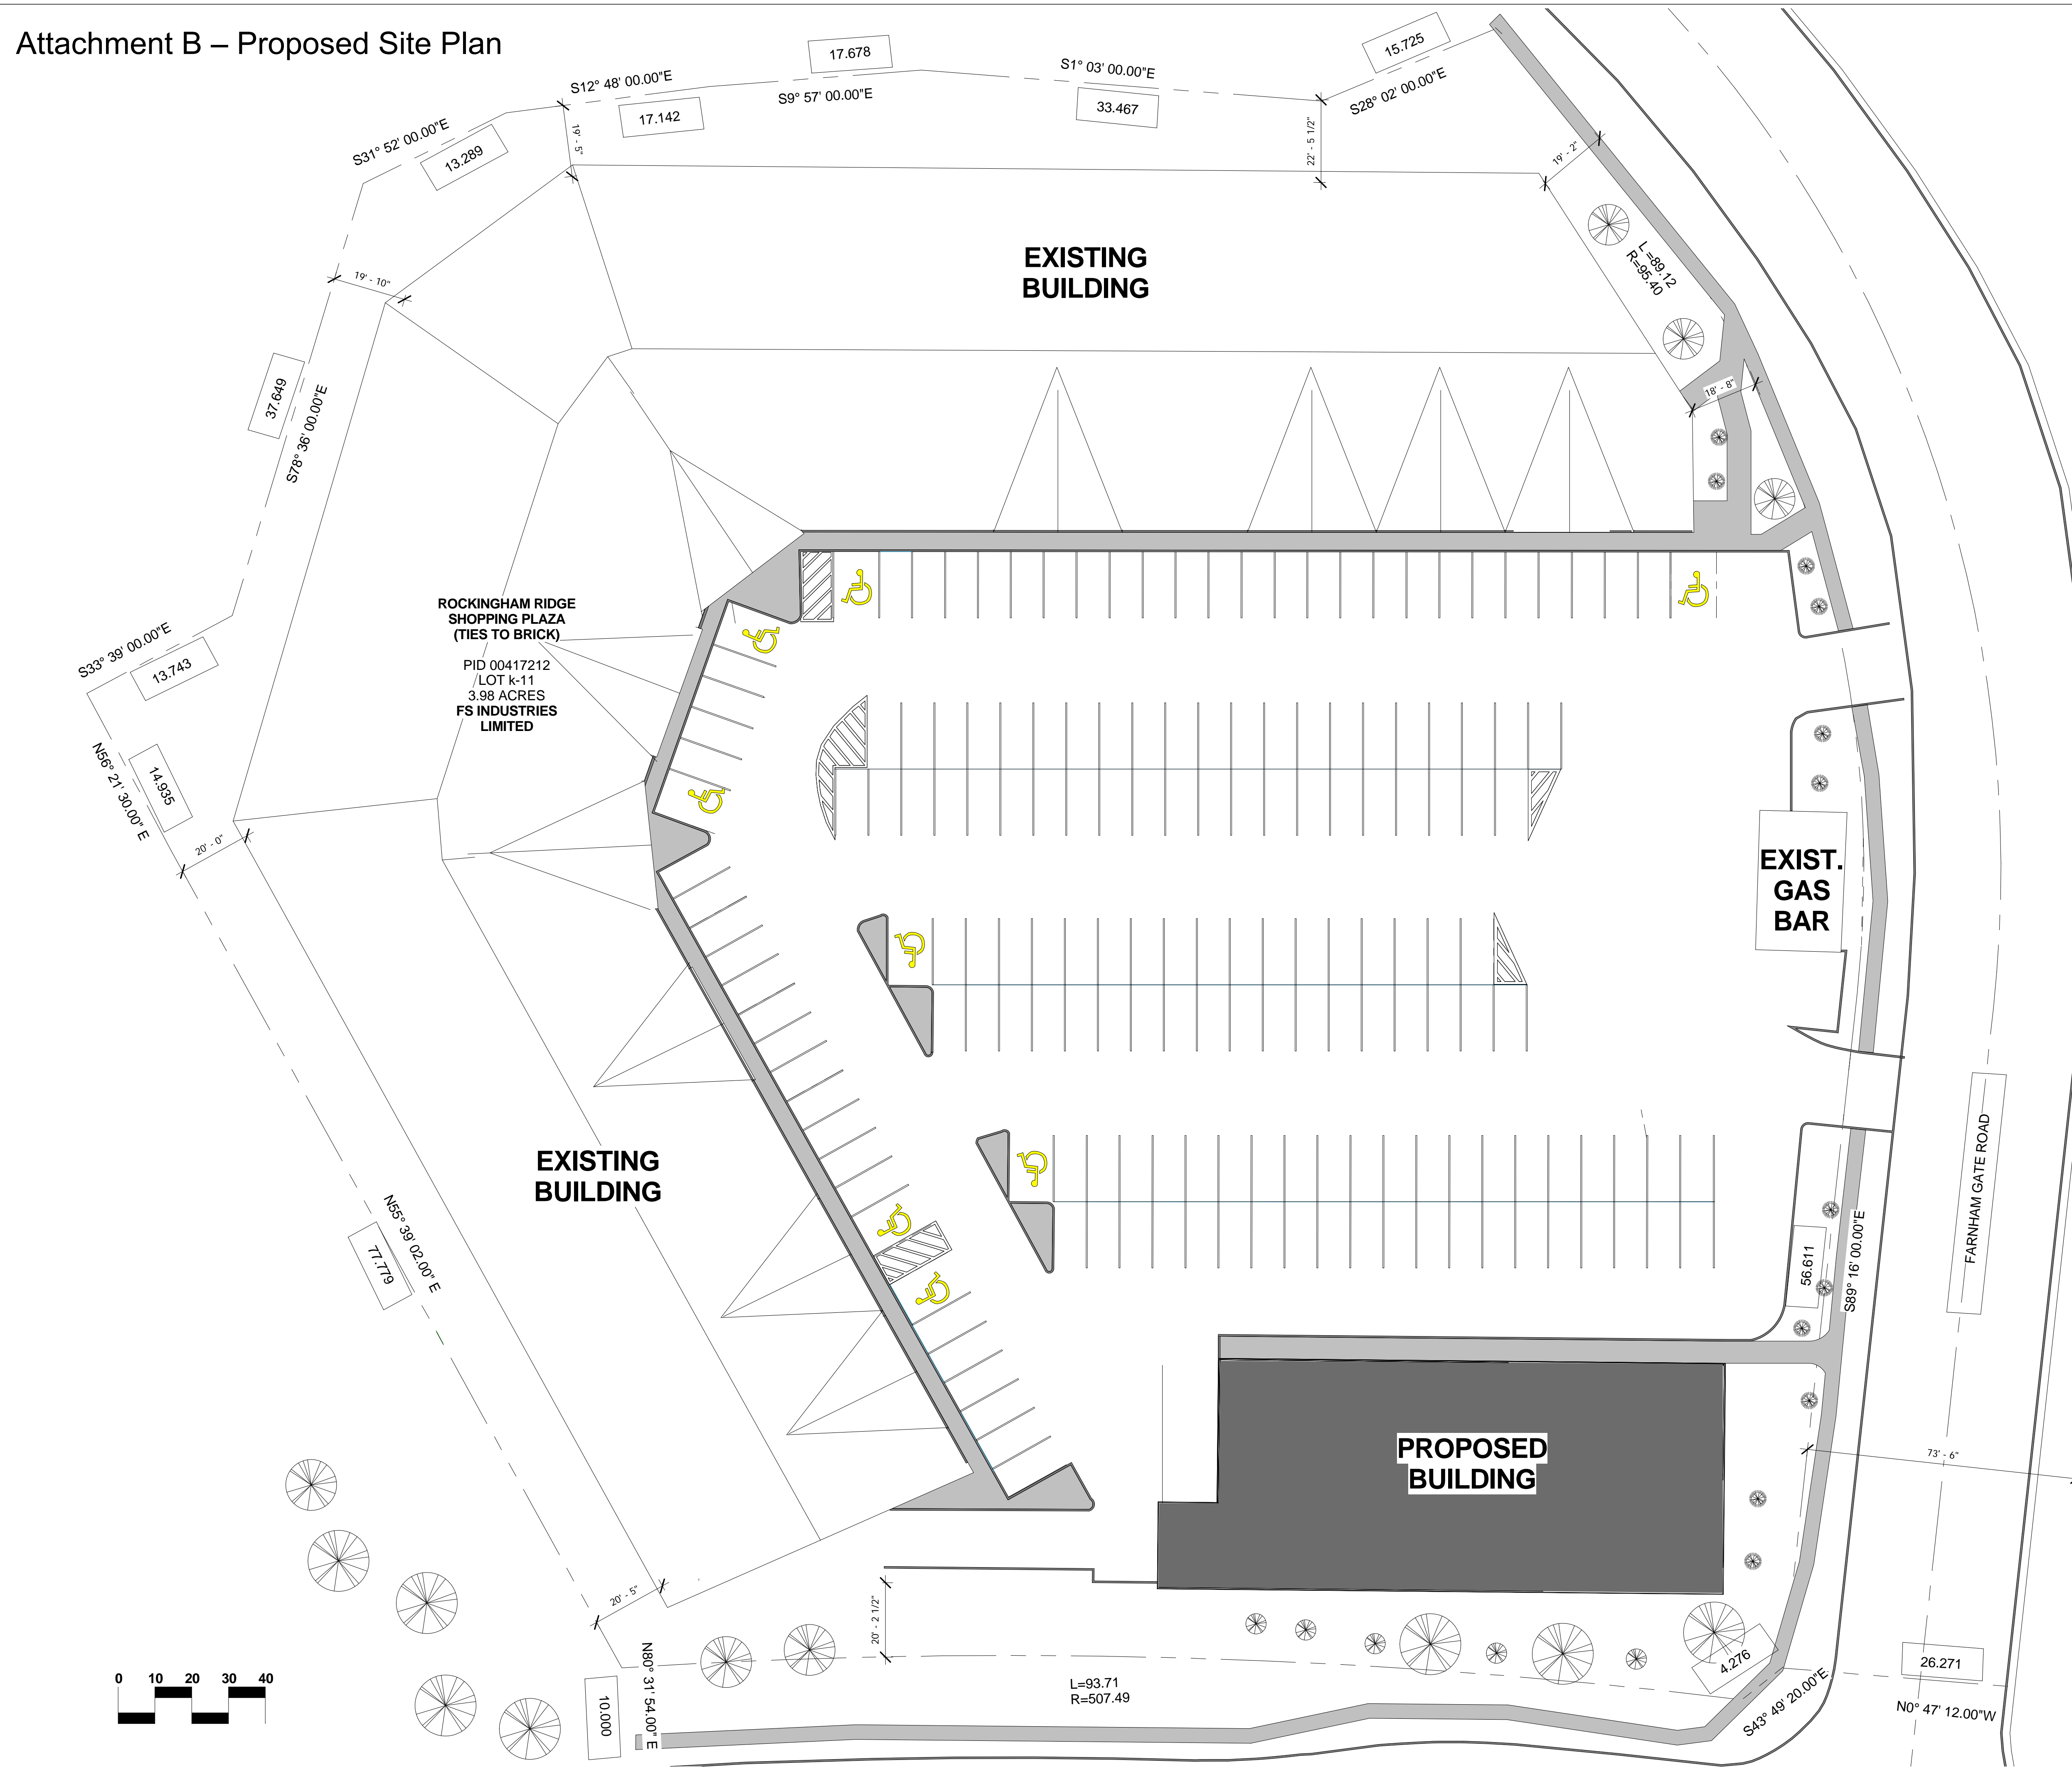 Attachment B – Proposed Site Plan
17.678
15.725
S12° 48' 00.00"E
S1° 03' 00.00"E
S9° 57' 00.00"E
S28° 02' 00.00"E
17.142
33.467
S31° 52' 00.00"E
13.289
19' - 5"
22' - 5 1/2"
19' - 2"
EXISTING
BUILDING
L=89.12
R=95.40
19' - 10"
37.649
S78° 36' 00.00"E
18' - 8"
ROCKINGHAM RIDGE
SHOPPING PLAZA
(TIES TO BRICK)
PID 00417212
LOT k-11
3.98 ACRES
FS INDUSTRIES
LIMITED
S33° 39' 00.00"E
13.743
N56° 21' 30.00" E
14.935
20' - 0"
EXIST.
GAS
BAR
EXISTING
BUILDING
N55° 39' 02.00" E
77.779
FARNHAM GATE ROAD
56.611
S89° 16' 00.00"E
PROPOSED
BUILDING
73' - 6"
20' - 5"
20' - 2 1/2"
N80° 31' 54.00" E
10.000
L=93.71
R=507.49
4.276
S43° 49' 20.00"E
26.271
N0° 47' 12.00"W
0 10 20 30 40